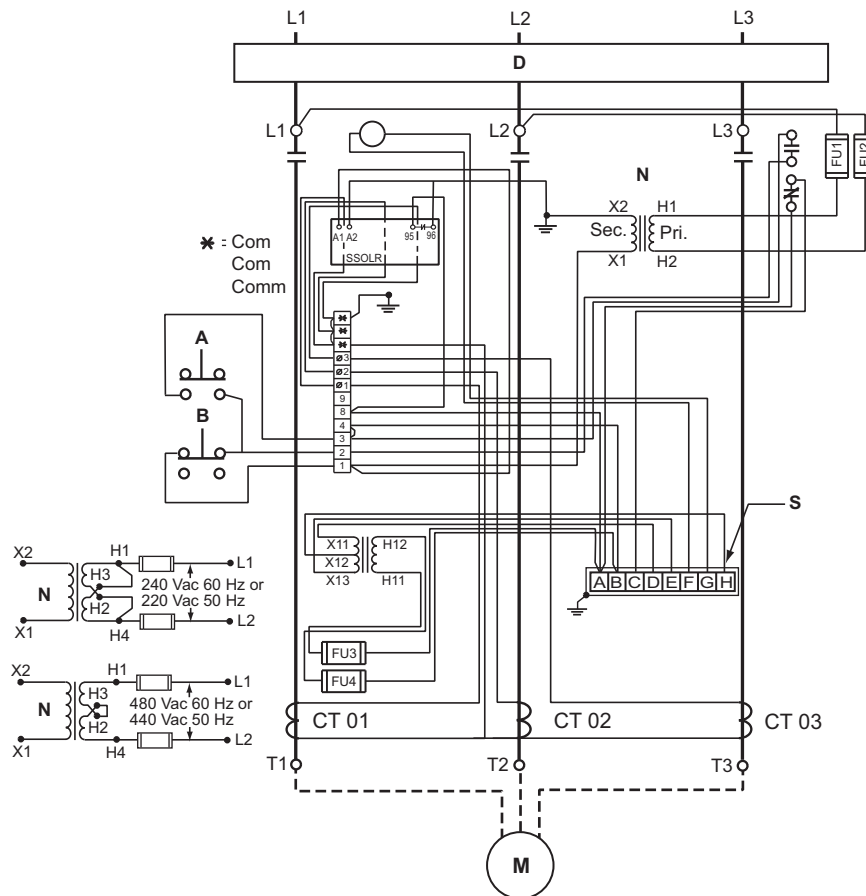 L1 L2 L3
D
L1 L2 L3
FU1 FU2
N
X2 H1
Sec. Pri.
X1 H2
A1 A2 95 96
SSOLR
* = Com
Com
Comm
*
*
*
ø3
ø2
ø1
9
8
4
3
2
1
A
B
S
X11 H12
X12
X13 H11
A B C D E F G H
FU3
FU4
X2 H1 L1
H3
N
240 Vac 60 Hz or
220 Vac 50 Hz
H2
X1 H4 L2
X2 H1 L1
H3
N
480 Vac 60 Hz or
440 Vac 50 Hz
H2
X1 H4 L2
CT 01 CT 02 CT 03
T1 T2 T3
M